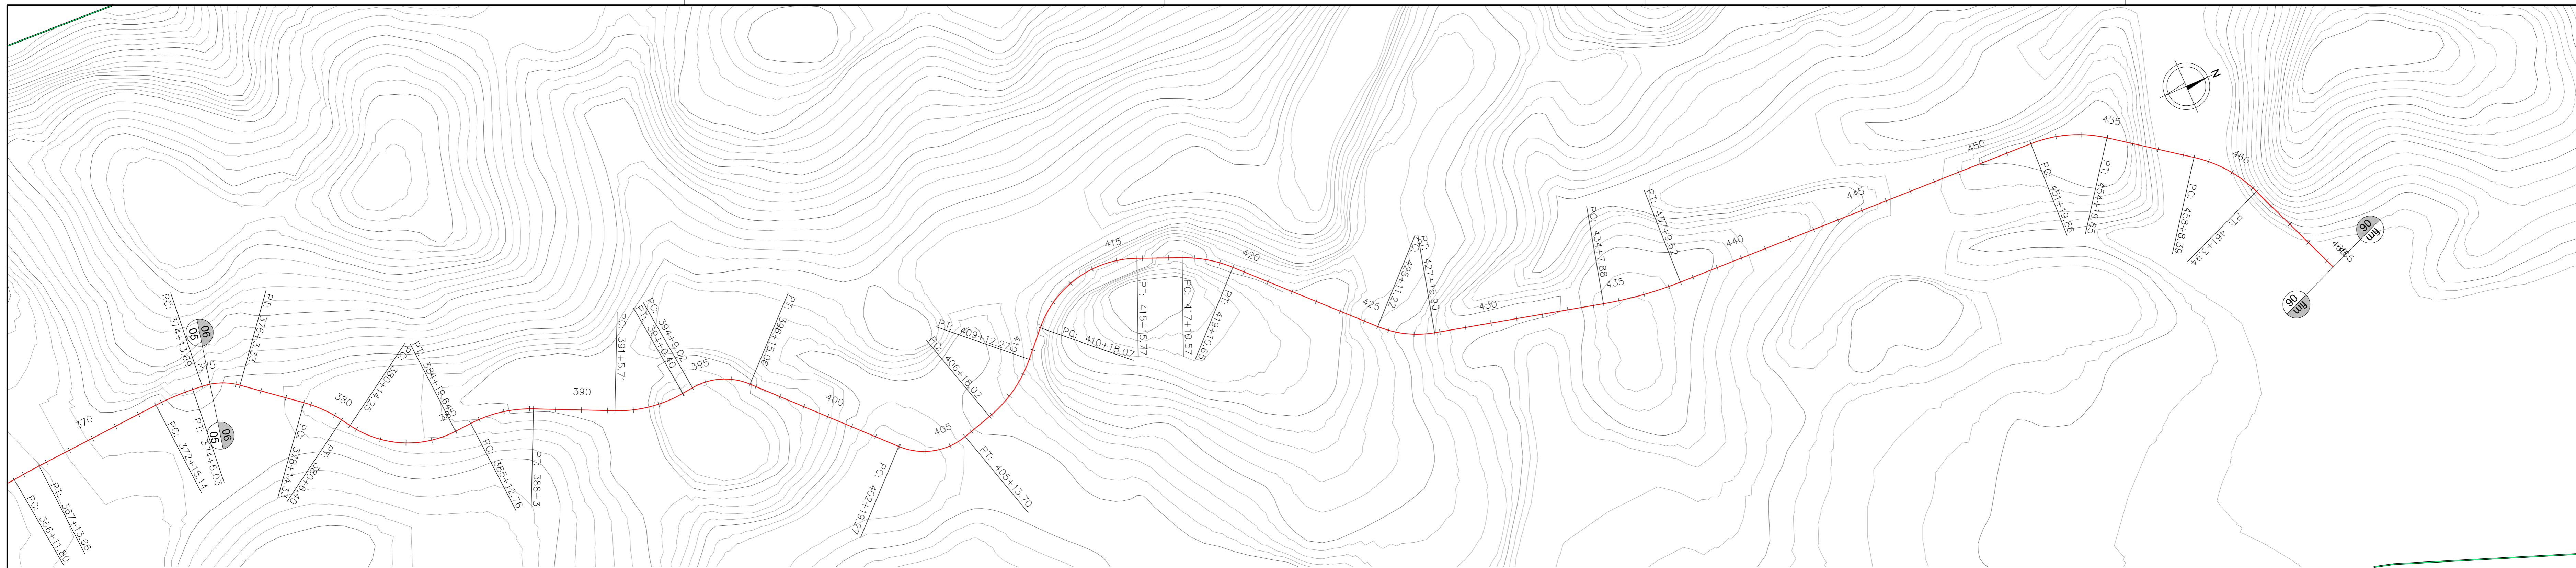 370
PC: 366+11.80
PT: 367+13.66
PC: 372+15.14
PT: 374+6.03
PC: 374+13.69
06
05
375
06
05
PT: 376+3.33
PC: 378+14.33
PT: 380+6.40
380
PC: 380+14.25
PT: 384+19.64
385
PC: 385+12.76
PT: 388+3
390
PC: 391+5.71
PT: 394+0.40
PC: 394+9.02
395
PT: 396+15.06
400
PC: 402+19.27
405
PT: 405+13.70
PC: 406+18.02
PT: 409+12.27
410
PC: 410+18.07
415
PT: 415+15.77
PC: 417+10.57
PT: 419+10.65
420
425
PC: 425+11.22
PT: 427+15.90
430
PC: 434+7.88
435
PT: 437+9.62
440
445
450
PC: 451+19.86
455
PT: 454+19.65
PC: 458+8.39
460
PT: 461+3.94
N
465
06
fim
06
fim